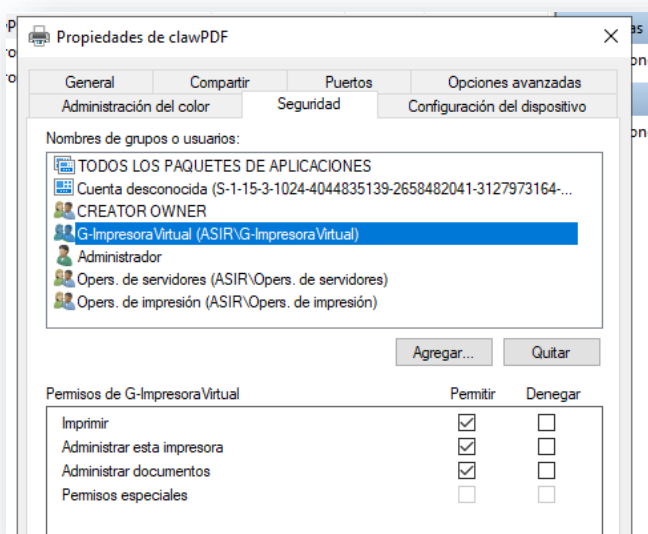 Propiedades de clawPDF
General Compartir Puertos Opciones avanzadas
Administración del color Seguridad Configuración del dispositivo
Nombres de grupos o usuarios:
TODOS LOS PAQUETES DE APLICACIONES
Cuenta desconocida (S-1-15-3-1024-4044835139-2658482041-3127973164-...
CREATOR OWNER
G-ImpresoraVirtual (ASIR\G-ImpresoraVirtual)
Administrador
Opers. de servidores (ASIR\Opers. de servidores)
Opers. de impresión (ASIR\Opers. de impresión)
Agregar... Quitar
Permisos de G-ImpresoraVirtual Permitir Denegar
Imprimir
Administrar esta impresora
Administrar documentos
Permisos especiales